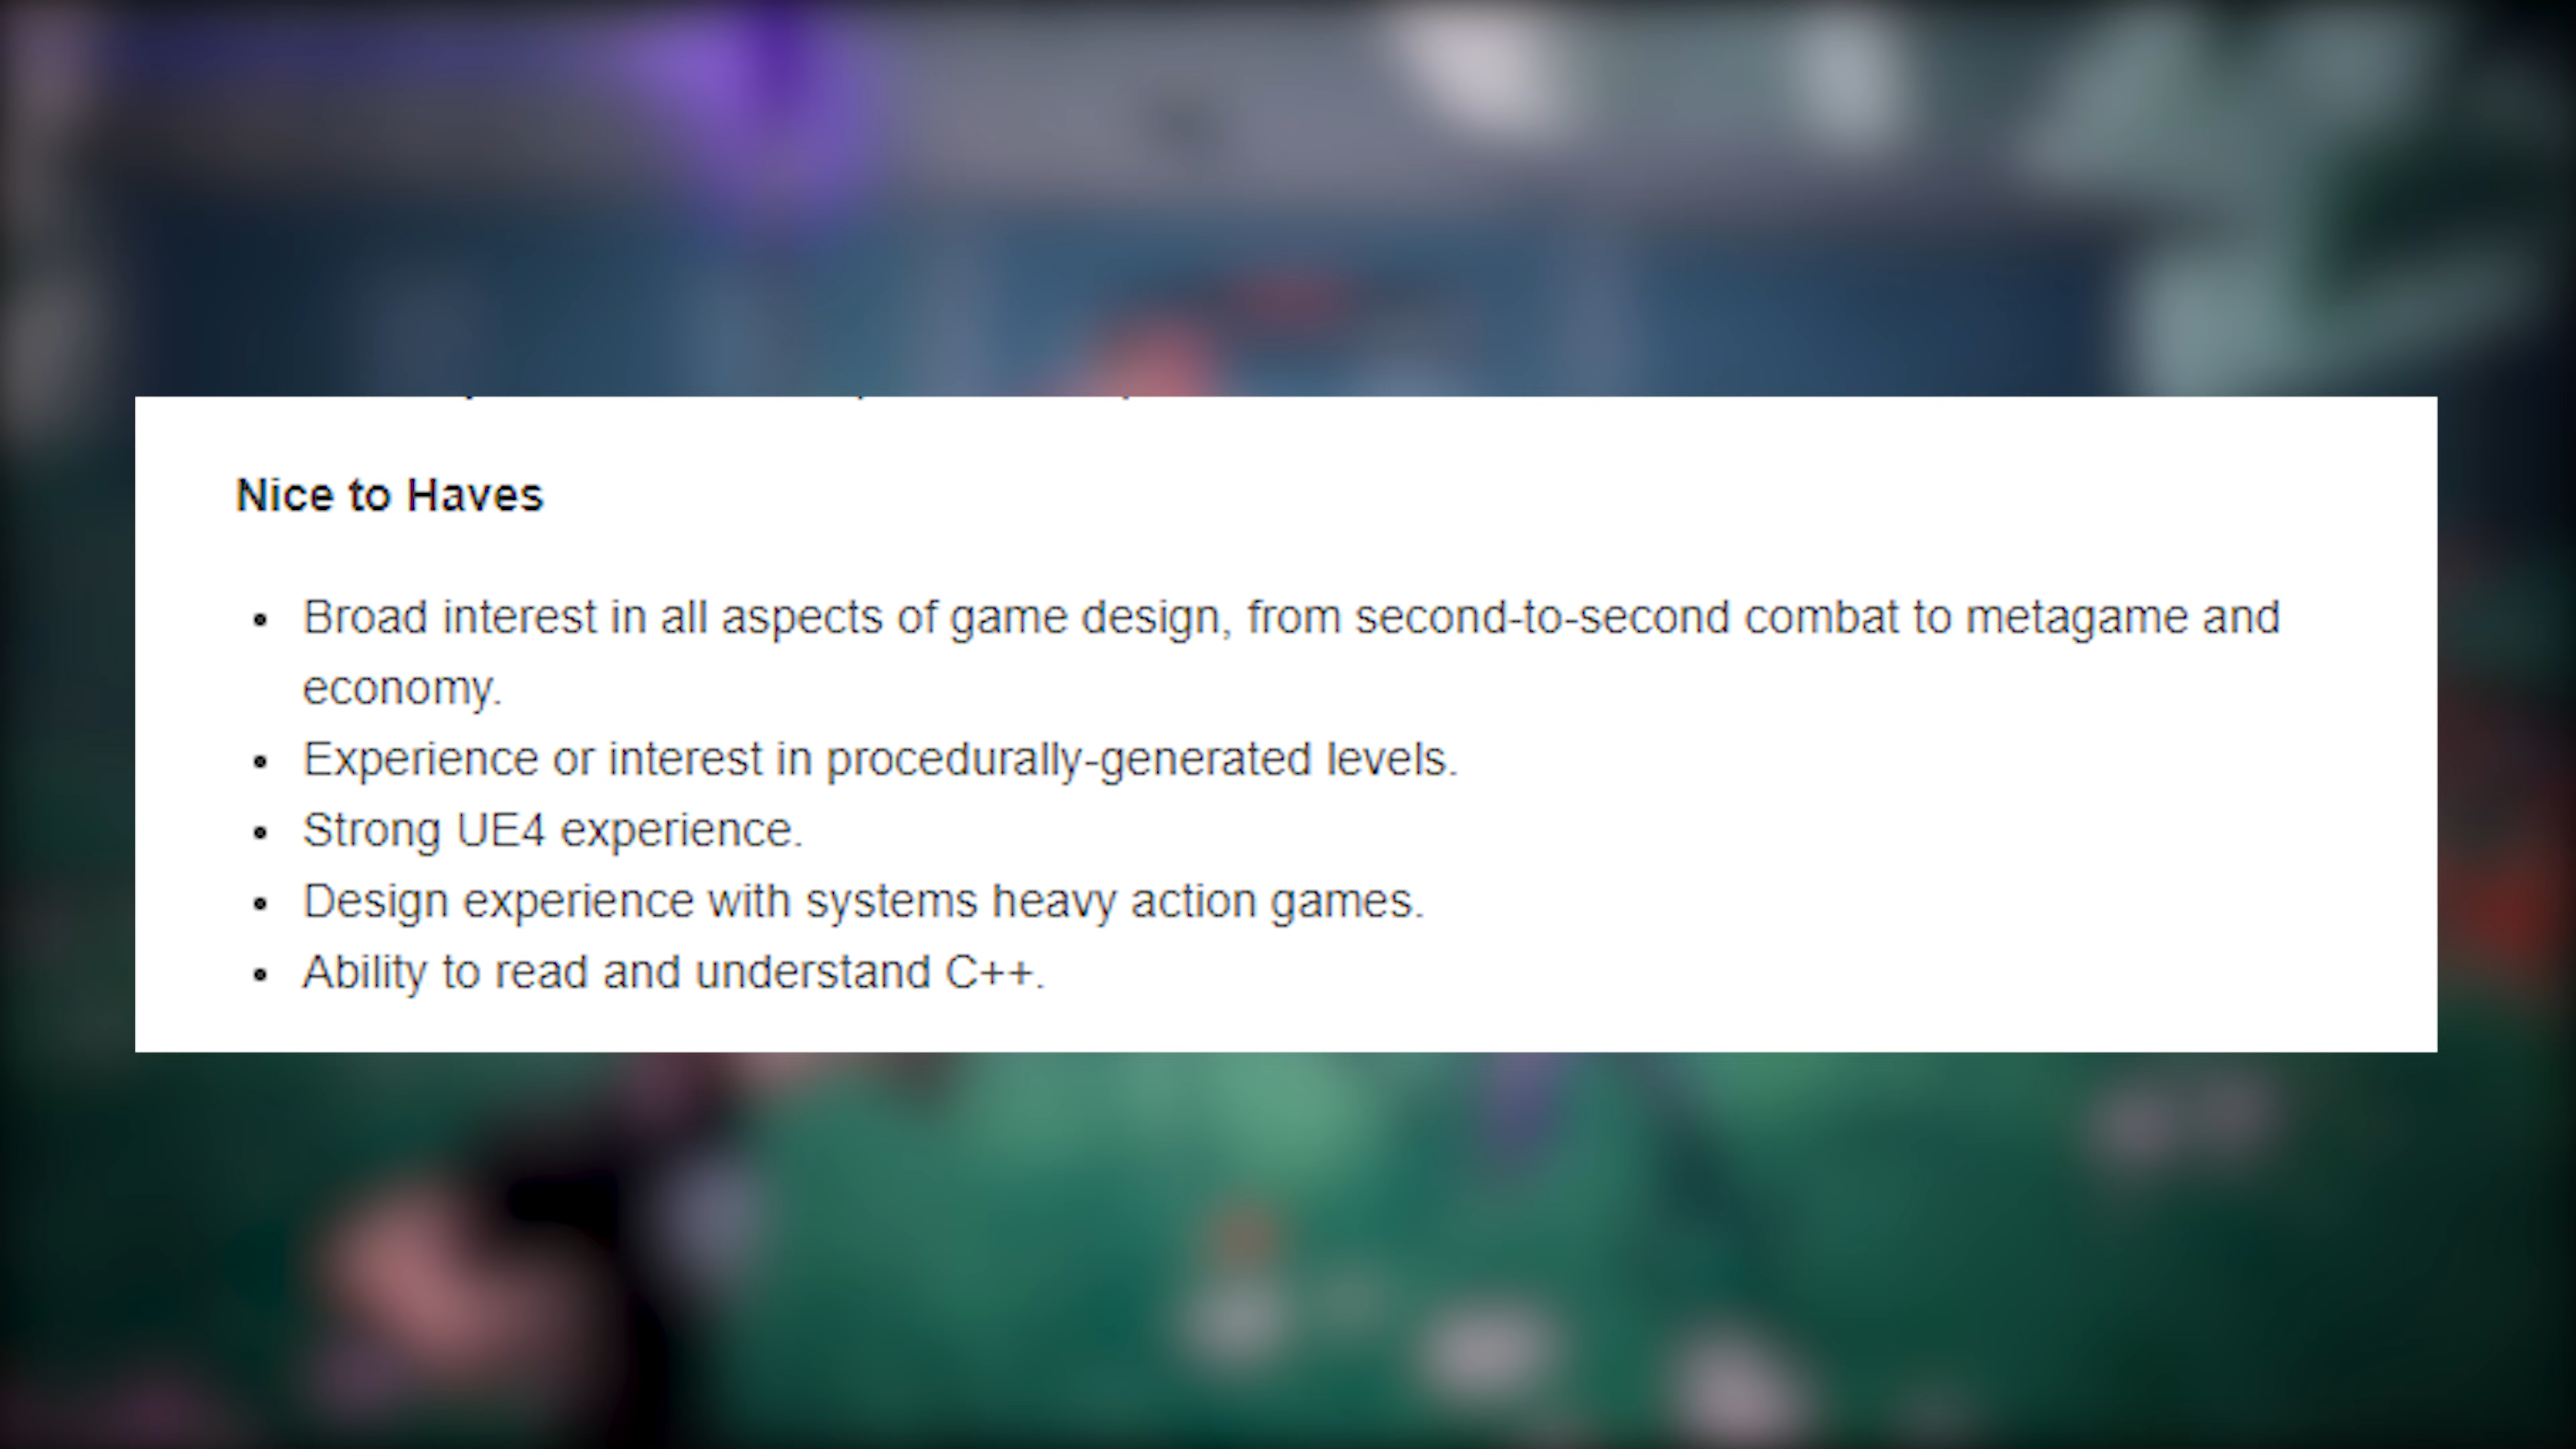 Nice to Haves
Broad interest in all aspects of game design, from second-to-second combat to metagame and
economy.
Experience or interest in procedurally-generated levels.
Strong UE4 experience.
Design experience with systems heavy action games.
Ability to read and understand C++.